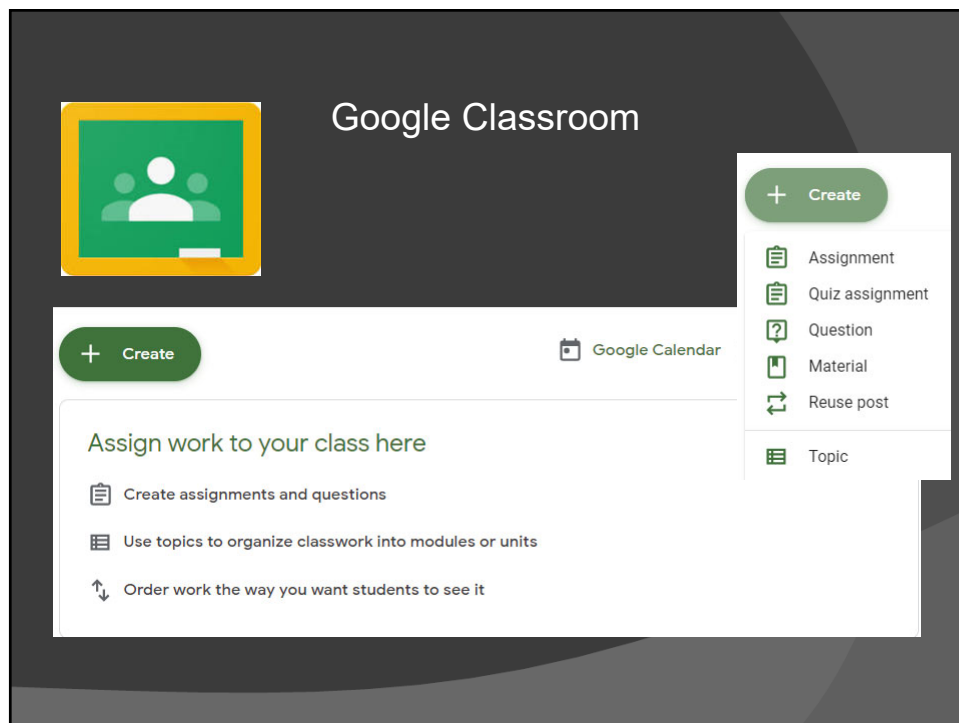 Google Classroom
Create
Assignment
Quiz assignment
Question
Material
Reuse post
Topic
Create
Google Calendar
Assign work to your class here
Create assignments and questions
Use topics to organize classwork into modules or units
Order work the way you want students to see it